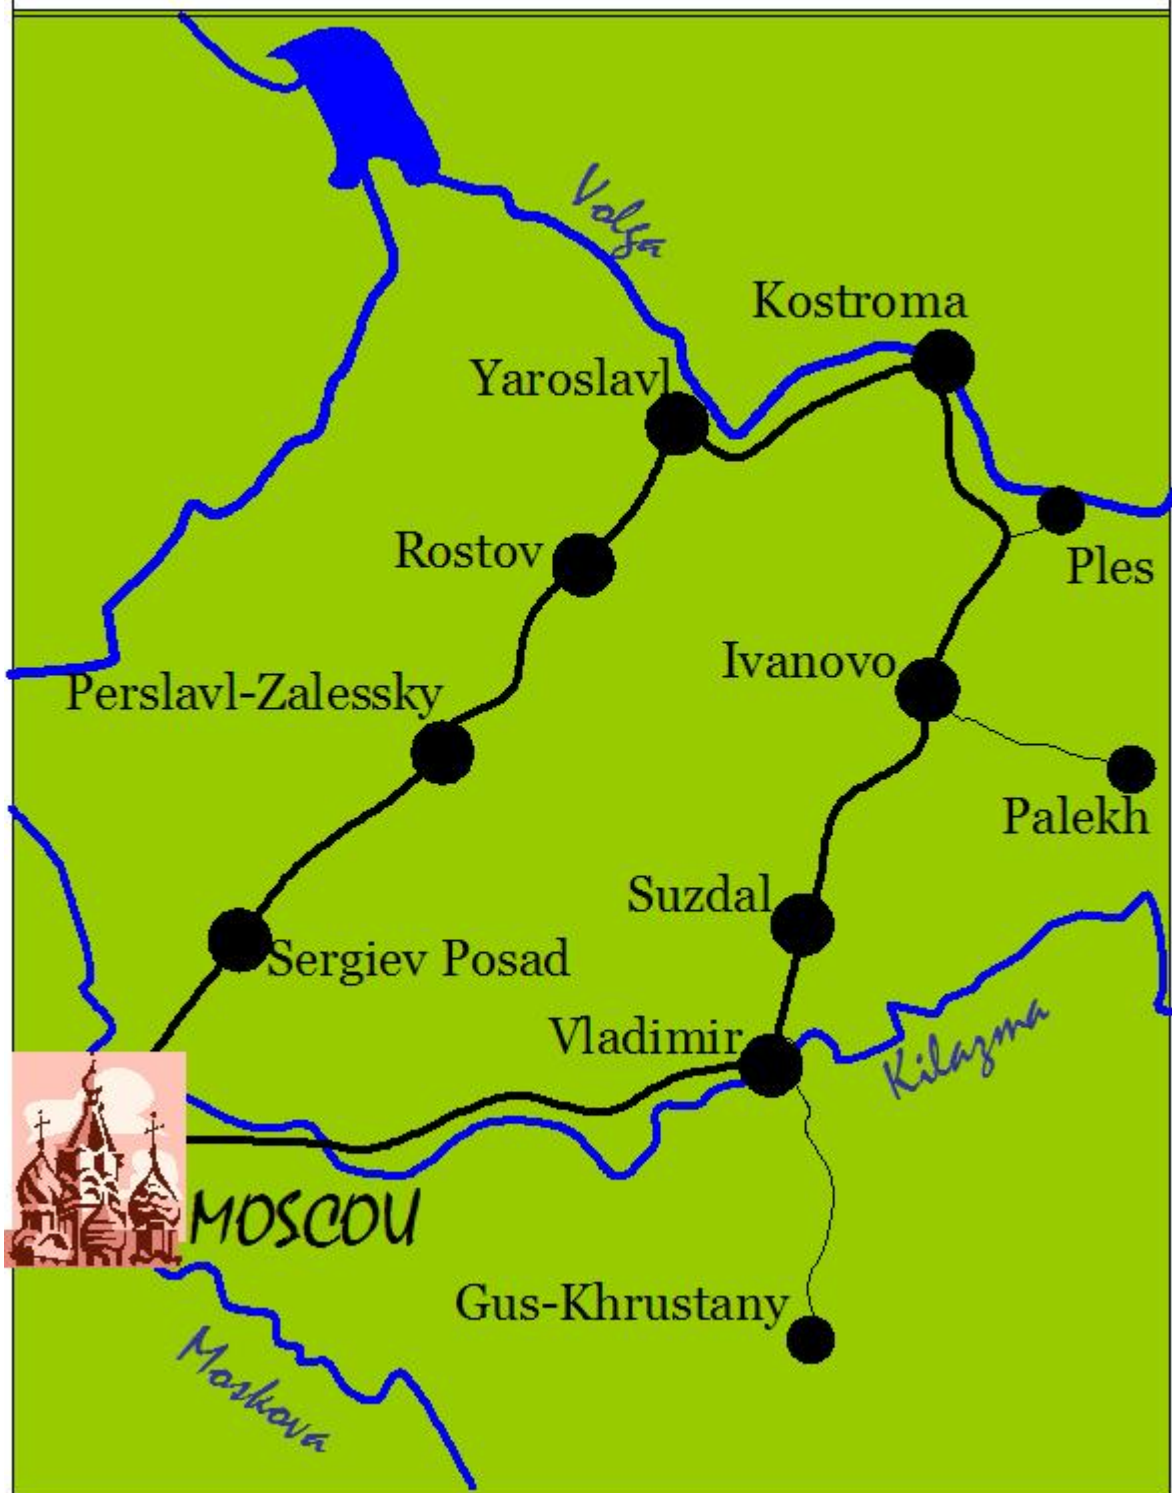 Volga
Kostroma
Yaroslavl
Rostov
Ples
Ivanovo
Perslavl-Zalessky
Palekh
Suzdal
Sergiev Posad
Vladimir
Kilazma
MOSCOU
Gus-Khrustany
Moskova